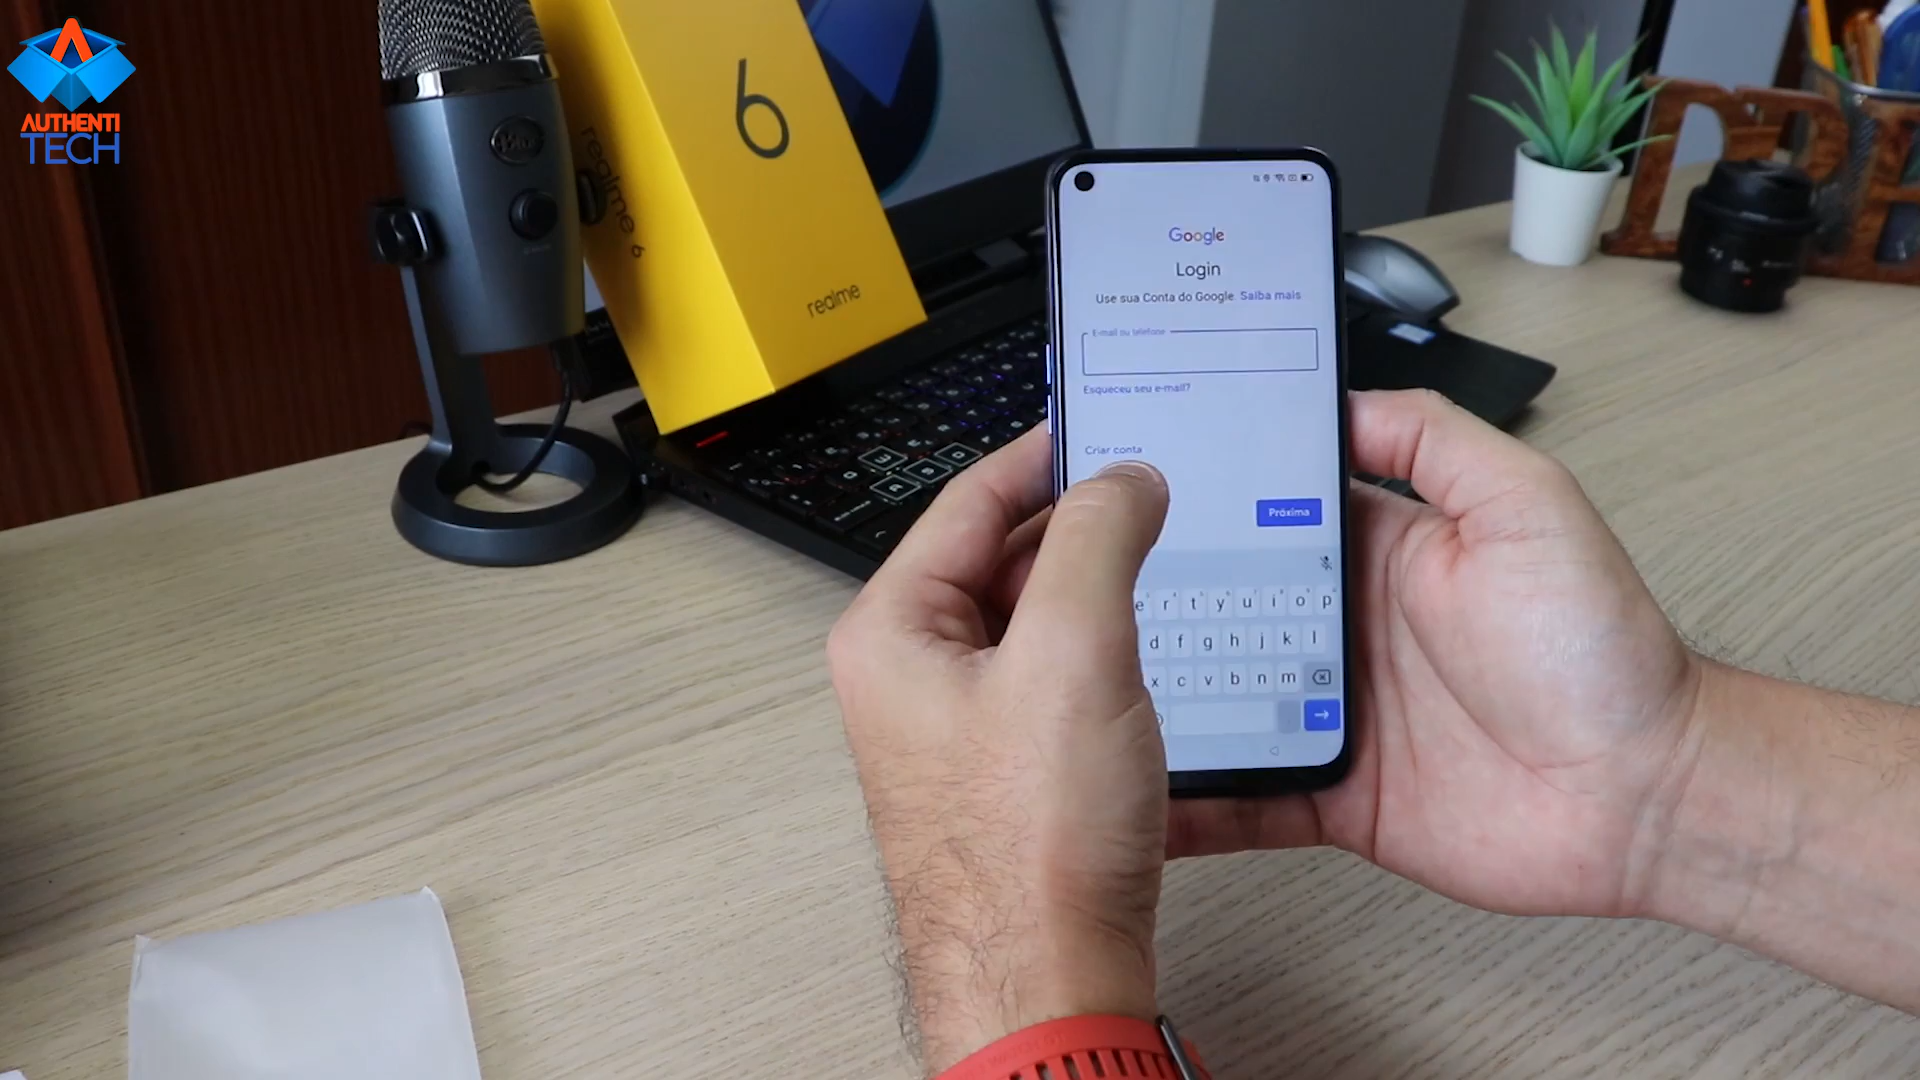 AUTHENTI
TECH
6
realme
realme 6
Google
Login
Use sua Conta do Google. Saiba mais
E-mail ou telefone
Esqueceu seu e-mail?
Criar conta
Próxima
e r t y u i o p
d f g h j k l
x c v b n m